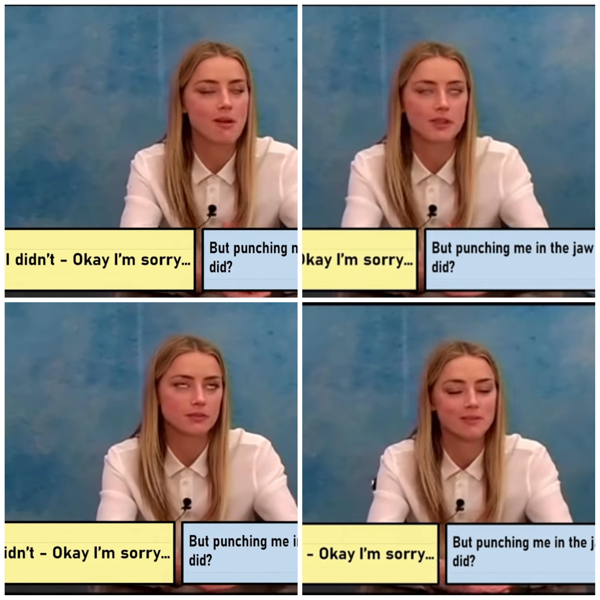 I didn't – Okay I'm sorry...
But punching
did?
Okay I'm sorry...
But punching me in the jaw
did?
idn't – Okay I'm sorry...
But punching me i
did?
– Okay I'm sorry...
But punching me in the j
did?